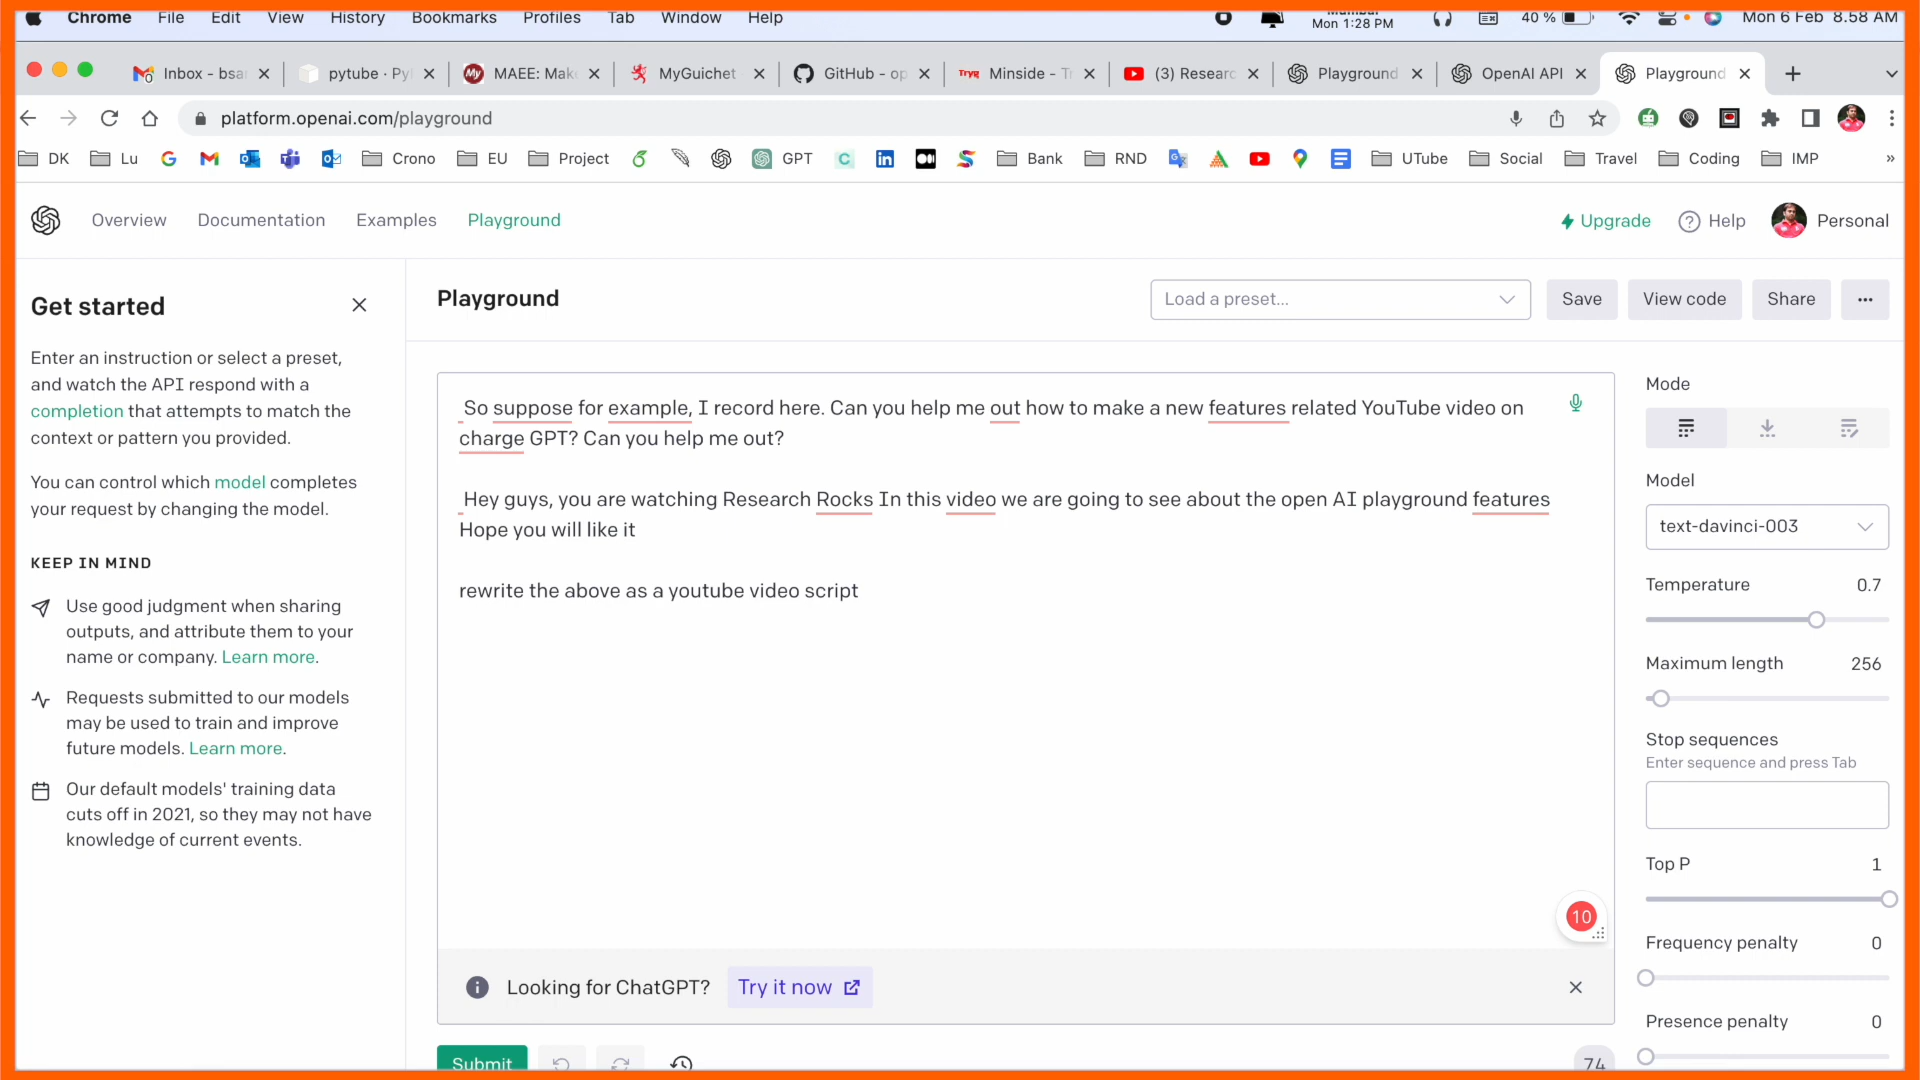 Chrome File Edit View History Bookmarks Profiles Tab Window Help
Mon 1:28 PM 40 % Mon 6 Feb 8.58 AM
Inbox - bsa pytube · Py MAEE: Mak MyGuichet GitHub - op Tryg Minside - T (3) Researc Playground OpenAI API Playground
platform.openai.com/playground
DK Lu Crono EU Project GPT Bank RND UTube Social Travel Coding IMP »
Overview Documentation Examples Playground Upgrade Help Personal
Get started
Enter an instruction or select a preset,
and watch the API respond with a
completion that attempts to match the
context or pattern you provided.
You can control which model completes
your request by changing the model.
KEEP IN MIND
Use good judgment when sharing
outputs, and attribute them to your
name or company. Learn more.
Requests submitted to our models
may be used to train and improve
future models. Learn more.
Our default models' training data
cuts off in 2021, so they may not have
knowledge of current events.
Playground
Load a preset... Save View code Share ...
So suppose for example, I record here. Can you help me out how to make a new features related YouTube video on
charge GPT? Can you help me out?
Hey guys, you are watching Research Rocks In this video we are going to see about the open AI playground features
Hope you will like it
rewrite the above as a youtube video script
10
Looking for ChatGPT? Try it now
Submit
74
Mode
Model
text-davinci-003
Temperature 0.7
Maximum length 256
Stop sequences
Enter sequence and press Tab
Top P 1
Frequency penalty 0
Presence penalty 0